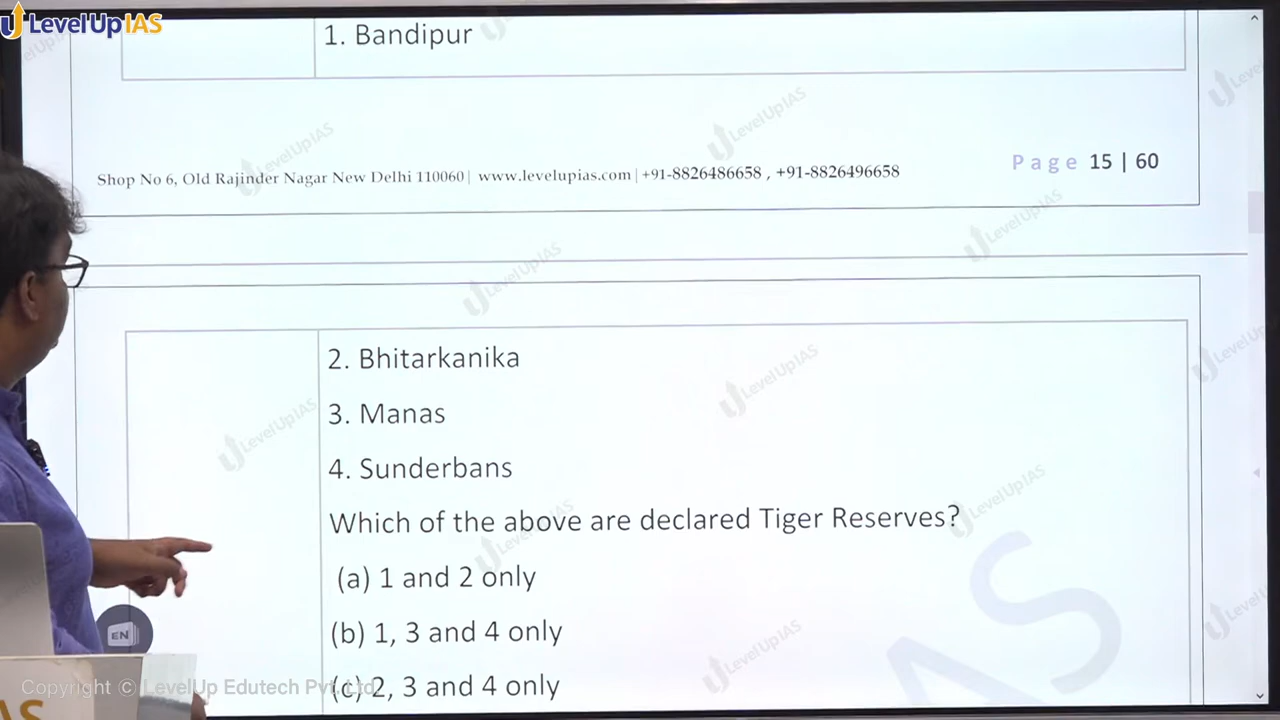 LevelUp IAS
1. Bandipur
Shop No 6, Old Rajinder Nagar New Delhi 110060| www.levelupias.com | +91-8826486658 , +91-8826496658
Page 15 | 60
2. Bhitarkanika
3. Manas
4. Sunderbans
Which of the above are declared Tiger Reserves?
(a) 1 and 2 only
(b) 1, 3 and 4 only
(c) 2, 3 and 4 only
EN
Copyright © LevelUp Edutech Pvt. Ltd.